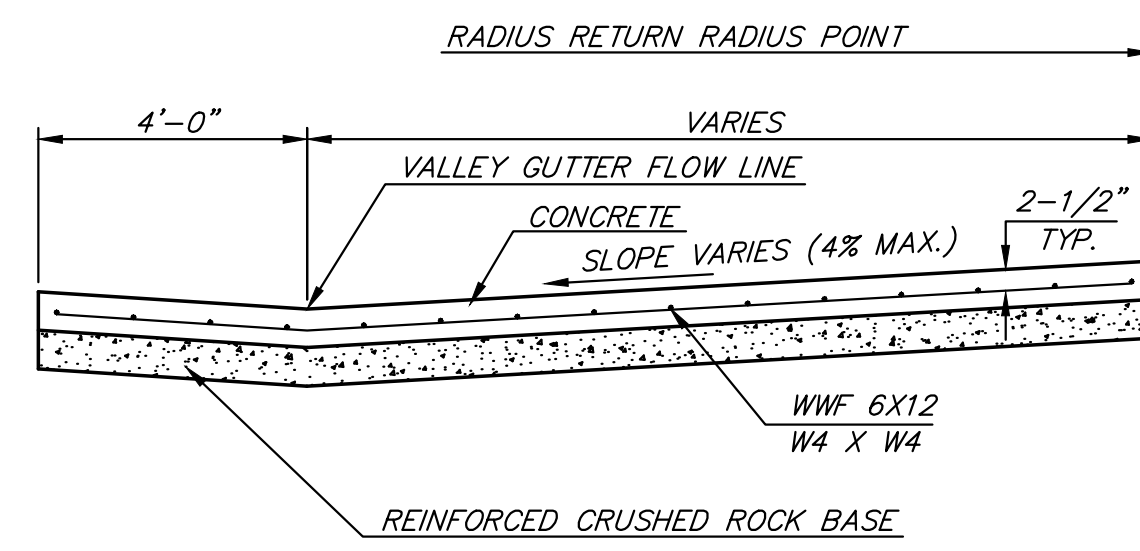 RADIUS RETURN RADIUS POINT
4'-0"
VARIES
VALLEY GUTTER FLOW LINE
CONCRETE
2-1/2"
TYP.
SLOPE VARIES (4% MAX.)
WWF 6X12
W4 X W4
REINFORCED CRUSHED ROCK BASE